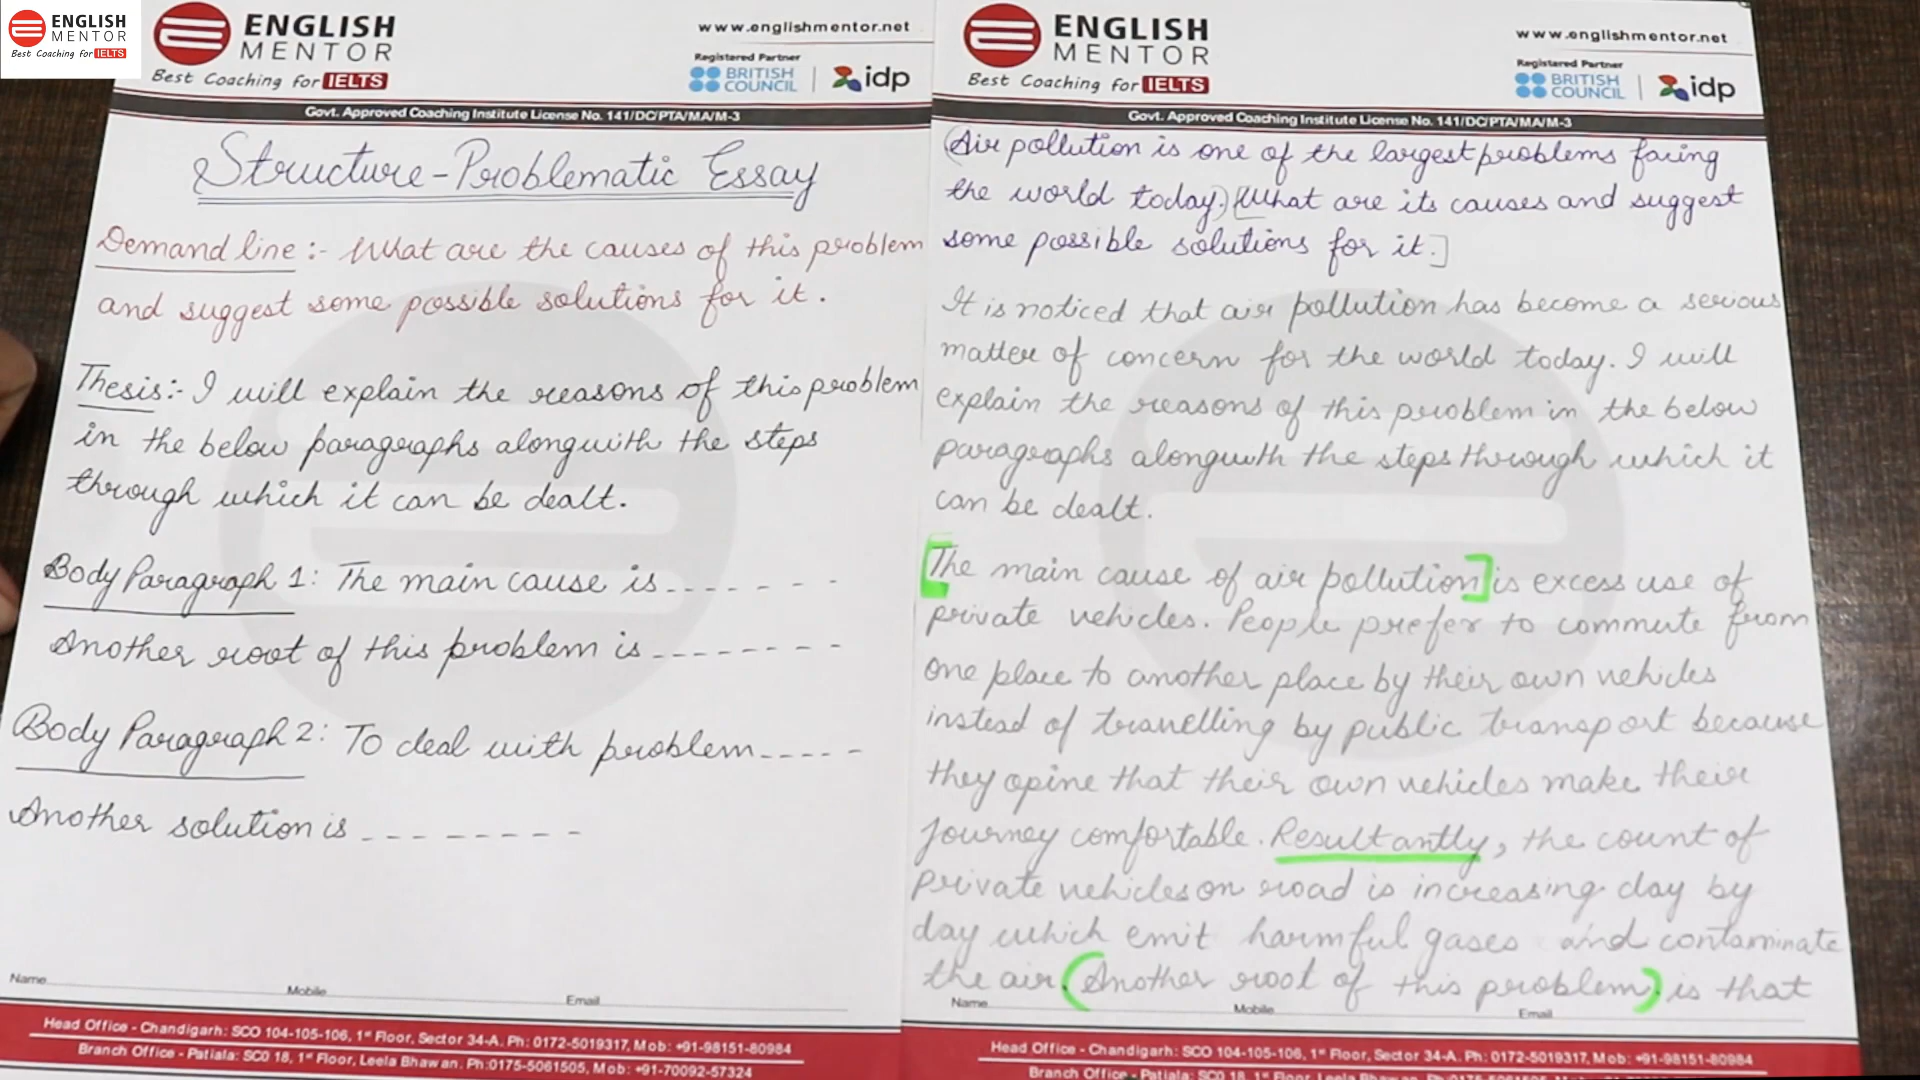 ENGLISH
MENTOR
Best Coaching for IELTS
ENGLISH
MENTOR
Best Coaching for IELTS
www.englishmentor.net
Registered Partner
BRITISH
COUNCIL
idp
Govt. Approved Coaching Institute License No. 141/DC/PTA/MA/M-3
Structure-Problematic Essay
Demand line :- What are the causes of this problem
and suggest some possible solutions for it.
Thesis:- I will explain the reasons of this problem
in the below paragraphs alongwith the steps
through which it can be dealt.
Body Paragraph 1: The main cause is ------
Another root of this problem is --------
Body Paragraph 2: To deal with problem-----
Another solution is --------
Name
Mobile
Email
Head Office - Chandigarh: SCO 104-105-106, 1st Floor, Sector 34-A. Ph: 0172-5019317, Mob: +91-98151-80984
Branch Office - Patiala: SCO 18, 1st Floor, Leela Bhawan. Ph:0175-5061505, Mob: +91-70092-57324
ENGLISH
MENTOR
Best Coaching for IELTS
www.englishmentor.net
Registered Partner
BRITISH
COUNCIL
idp
Govt. Approved Coaching Institute License No. 141/DC/PTA/MA/M-3
(Air pollution is one of the largest problems facing
the world today.) [What are its causes and suggest
some possible solutions for it.]
It is noticed that air pollution has become a serious
matter of concern for the world today. I will
explain the reasons of this problem in the below
paragraphs alongwith the steps through which it
can be dealt.
[The main cause of air pollution] is excess use of
private vehicles. People prefer to commute from
one place to another place by their own vehicles
instead of travelling by public transport because
they opine that their own vehicles make their
journey comfortable. Resultantly, the count of
private vehicles on road is increasing day by
day which emit harmful gases and contaminate
the air. (Another root of this problem) is that
Name
Mobile
Email
Head Office - Chandigarh: SCO 104-105-106, 1st Floor, Sector 34-A. Ph: 0172-5019317, Mob: +91-98151-80984
Branch Office - Patiala: SCO 18, 1st Floor, Leela Bhawan.